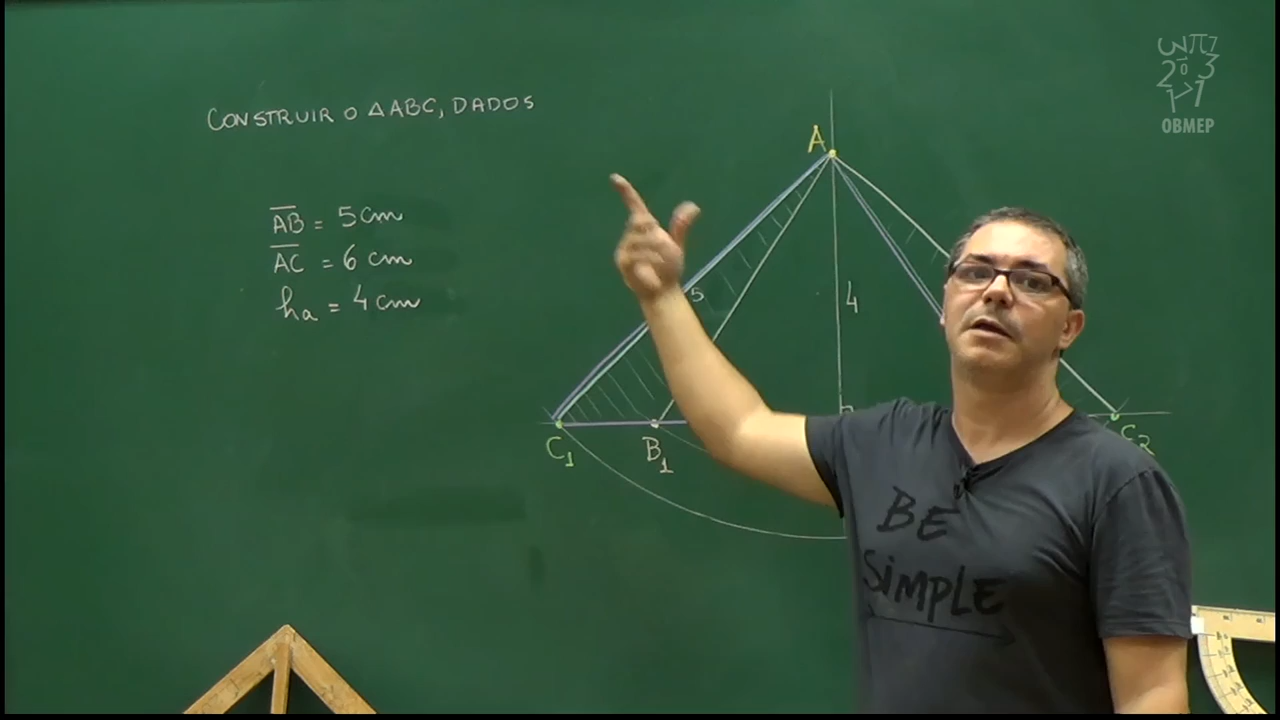 CONSTRUIR O △ABC, DADOS
AB = 5 cm
AC = 6 cm
ha = 4 cm
A
5
4
C1
B1
C2
BE
SIMPLE
OBMEP